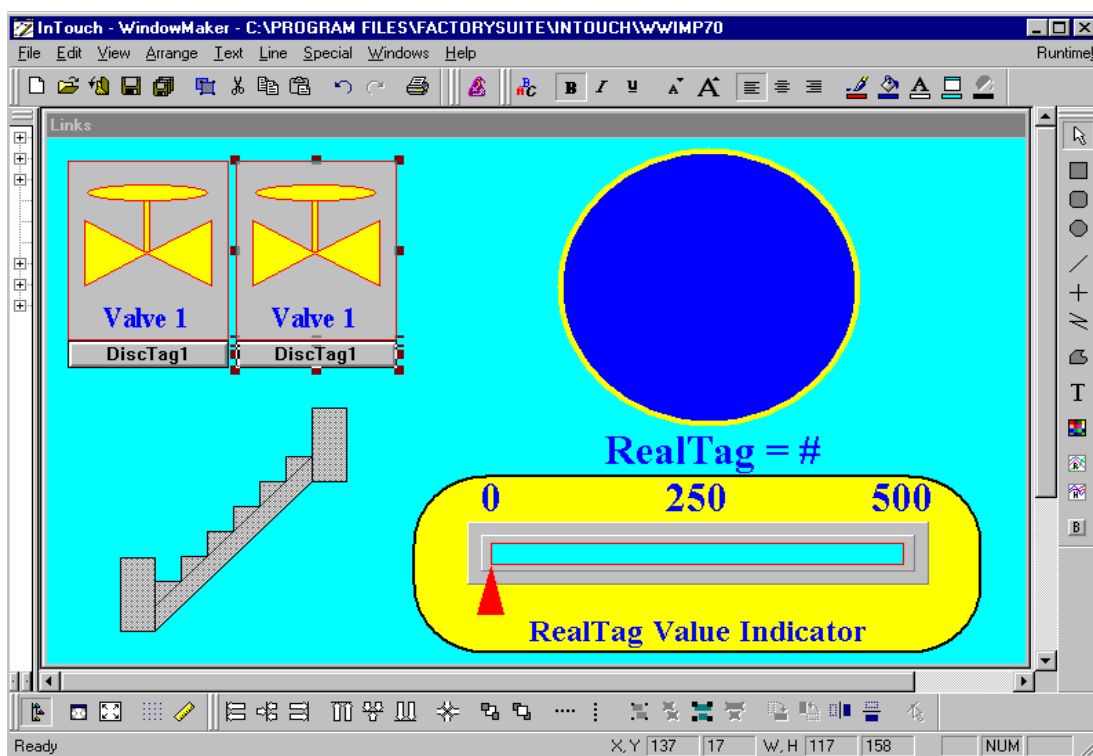 InTouch - WindowMaker - C:\PROGRAM FILES\FACTORYSUITE\INTOUCH\WWIMP70
File Edit View Arrange Text Line Special Windows Help Runtime!
B I U A A A
Links
Valve 1 Valve 1
DiscTag1 DiscTag1
RealTag = #
0 250 500
RealTag Value Indicator
T
B
Ready X, Y 137 17 W, H 117 158 NUM